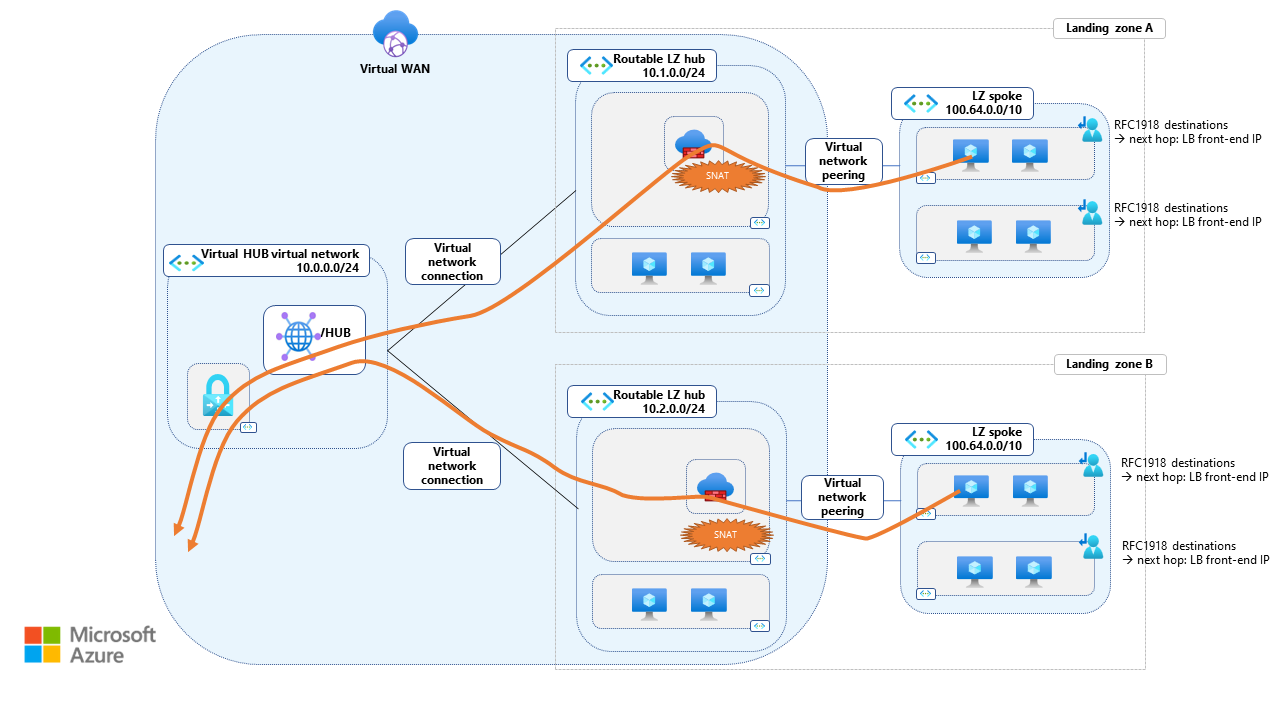 Landing zone A
Virtual WAN
Routable LZ hub
10.1.0.0/24
LZ spoke
100.64.0.0/10
RFC1918 destinations
→ next hop: LB front-end IP
Virtual
network
peering
SNAT
RFC1918 destinations
→ next hop: LB front-end IP
Virtual HUB virtual network
10.0.0.0/24
Virtual
network
connection
VHUB
Landing zone B
Routable LZ hub
10.2.0.0/24
LZ spoke
100.64.0.0/10
Virtual
network
connection
RFC1918 destinations
→ next hop: LB front-end IP
Virtual
network
peering
SNAT
RFC1918 destinations
→ next hop: LB front-end IP
Microsoft
Azure